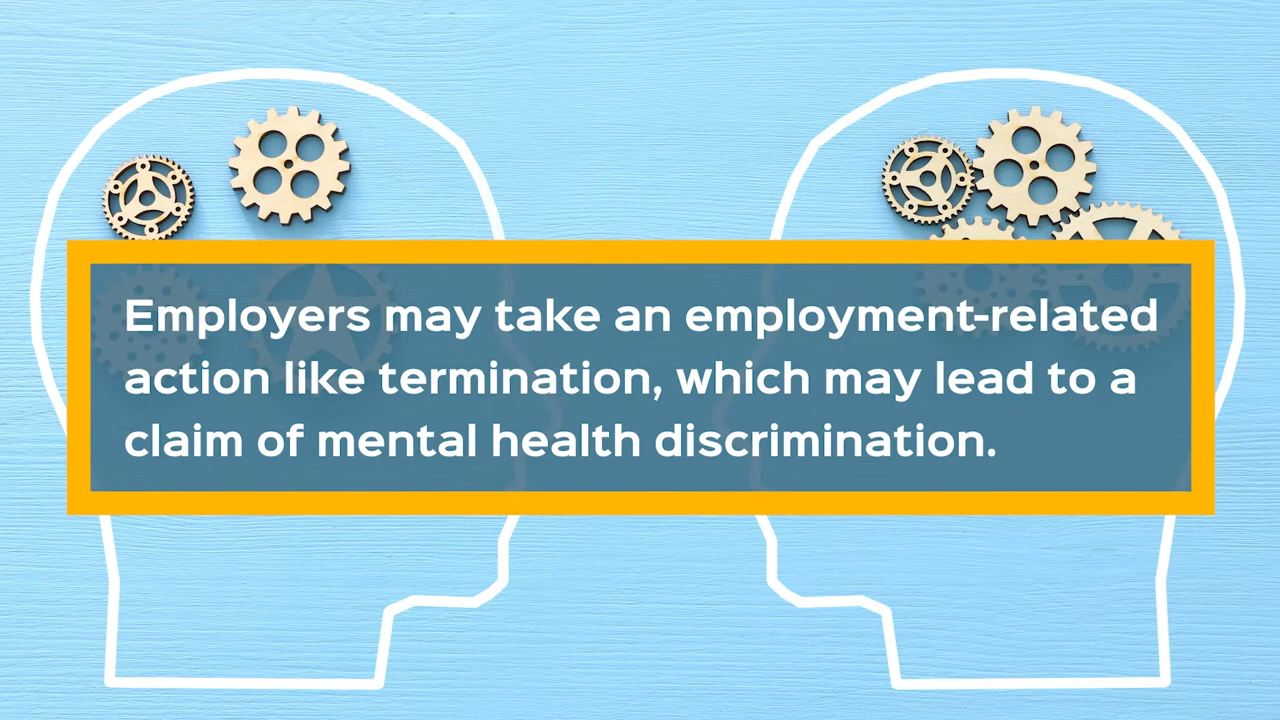 Employers may take an employment-related
action like termination, which may lead to a
claim of mental health discrimination.